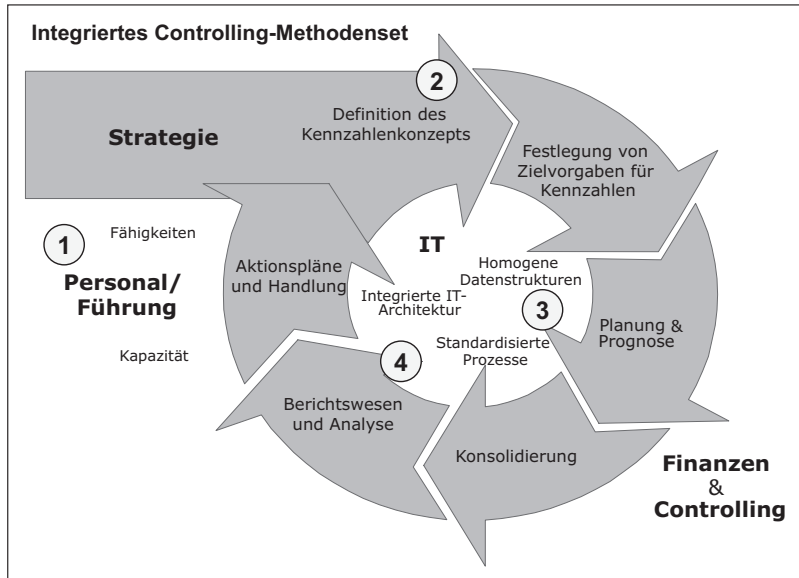 Integriertes Controlling-Methodenset
2
Definition des
Kennzahlenkonzepts
Strategie
Festlegung von
Zielvorgaben für
Kennzahlen
1
Fähigkeiten
Personal/
Führung
Kapazität
Aktionspläne
und Handlung
IT
Homogene
Datenstrukturen
Integrierte IT-
Architektur
3
Standardisierte
Prozesse
4
Planung &
Prognose
Berichtswesen
und Analyse
Konsolidierung
Finanzen
&
Controlling